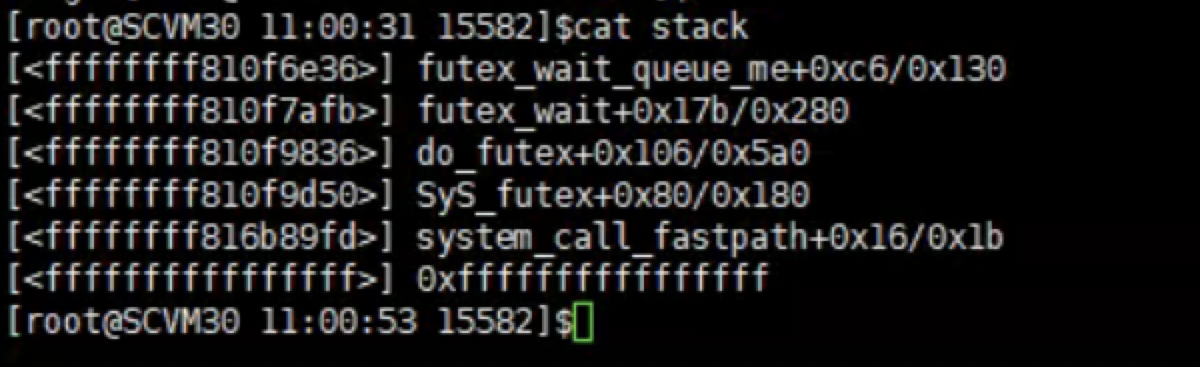 [root@SCVM30 11:00:31 15582]$cat stack
[<ffffffff810f6e36>] futex_wait_queue_me+0xc6/0x130
[<ffffffff810f7afb>] futex_wait+0x17b/0x280
[<ffffffff810f9836>] do_futex+0x106/0x5a0
[<ffffffff810f9d50>] SyS_futex+0x80/0x180
[<ffffffff816b89fd>] system_call_fastpath+0x16/0x1b
[<ffffffffffffffff>] 0xffffffffffffffff
[root@SCVM30 11:00:53 15582]$